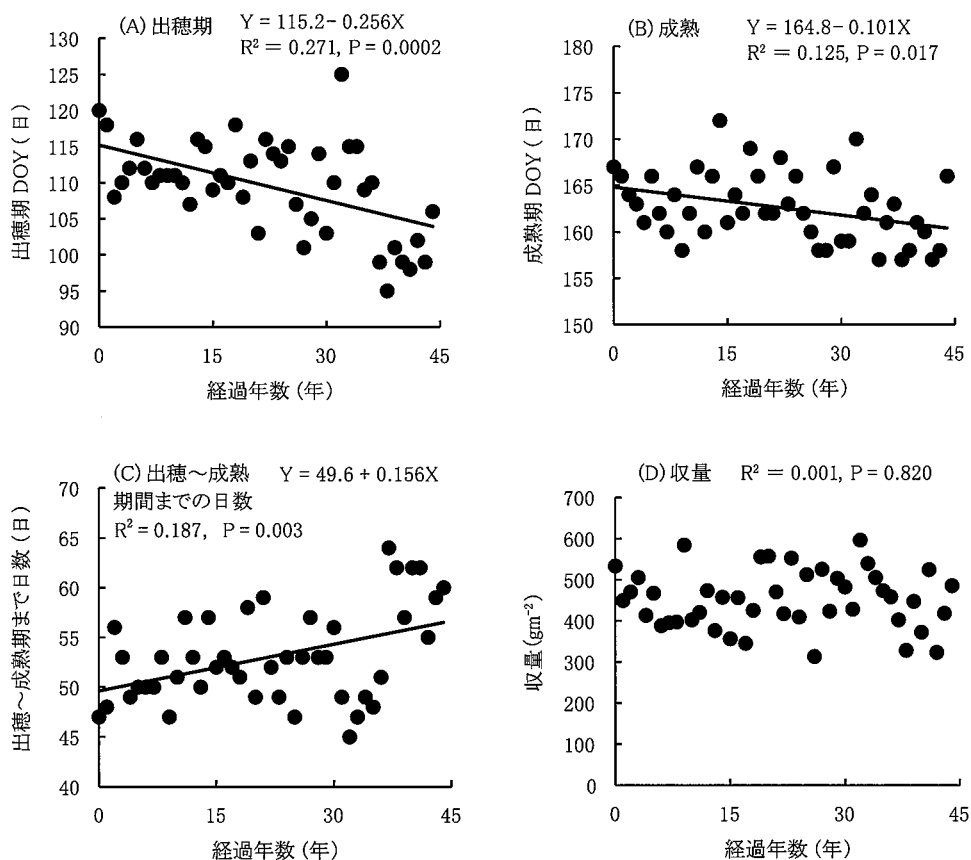 (A) 出穂期 Y = 115.2－0.256X
R² = 0.271, P = 0.0002
出穂期 DOY ( 日 )
130
125
120
115
110
105
100
95
90
0 15 30 45
経過年数 (年)
(B) 成熟 Y = 164.8－0.101X
R² = 0.125, P = 0.017
成熟期 DOY ( 日 )
180
175
170
165
160
155
150
0 15 30 45
経過年数 (年)
(C) 出穂～成熟 Y = 49.6 + 0.156X
期間までの日数
R² = 0.187, P = 0.003
出穂～成熟期まで日数 ( 日 )
70
65
60
55
50
45
40
0 15 30 45
経過年数 (年)
(D) 収量 R² = 0.001, P = 0.820
収量 (gm⁻²)
700
600
500
400
300
200
100
0
0 15 30 45
経過年数 (年)